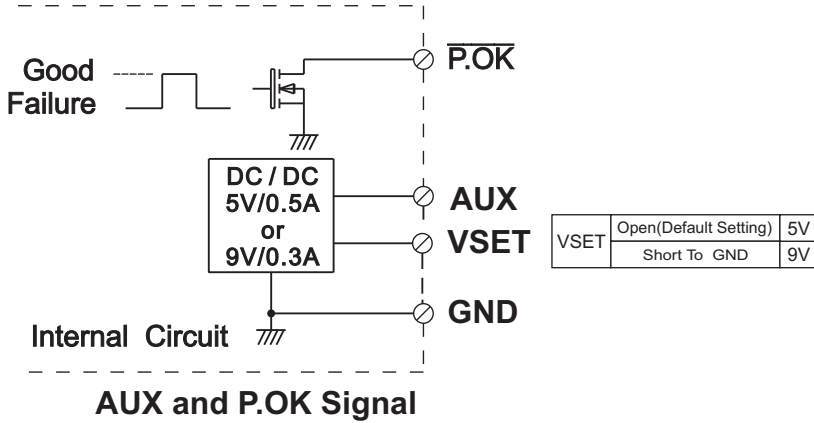 P.OK
Good
Failure
DC / DC
5V/0.5A
or
9V/0.3A
AUX
VSET
GND
VSET
Open(Default Setting) 5V
Short To GND 9V
Internal Circuit
AUX and P.OK Signal